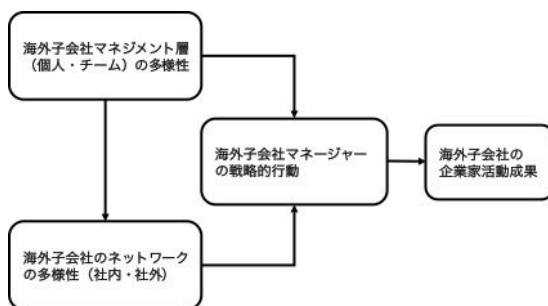 海外子会社マネジメント層
（個人・チーム）の多様性
海外子会社マネージャー
の戦略的行動
海外子会社の
企業家活動成果
海外子会社のネットワーク
の多様性（社内・社外）